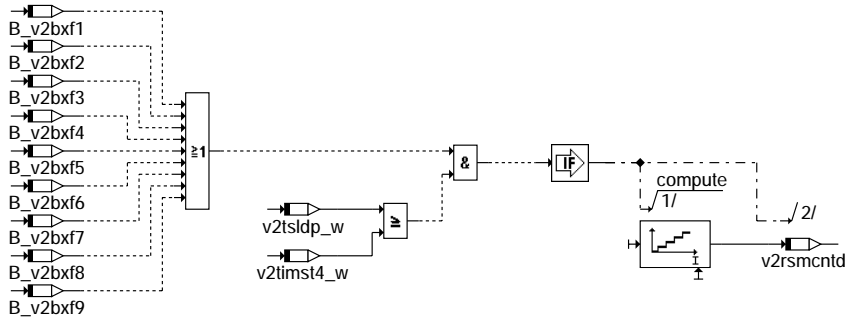 B_v2bxf1
B_v2bxf2
B_v2bxf3
B_v2bxf4
B_v2bxf5
B_v2bxf6
B_v2bxf7
B_v2bxf8
B_v2bxf9
≥1
&
IF
v2tsldp_w
≥
v2timst4_w
compute
1/
2/
I
v2rsmcntd